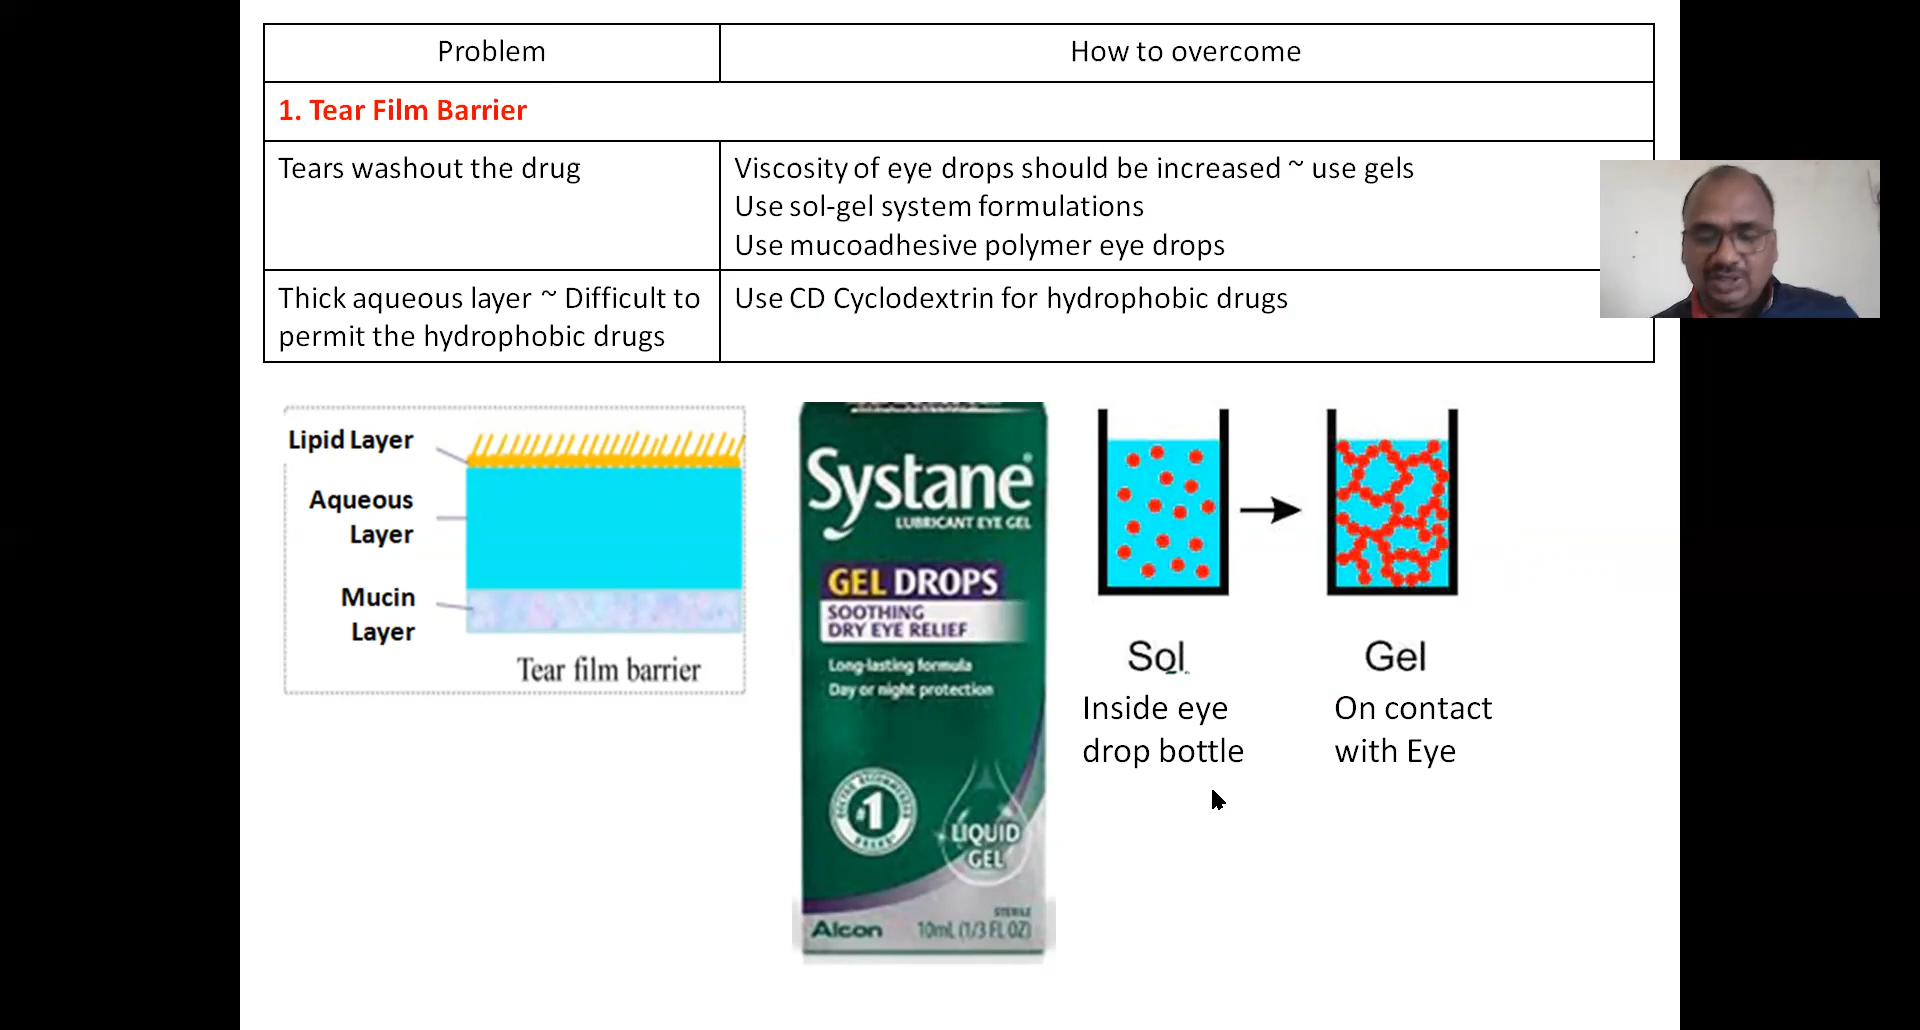 Problem
How to overcome
1. Tear Film Barrier
Tears washout the drug
Viscosity of eye drops should be increased ~ use gels
Use sol-gel system formulations
Use mucoadhesive polymer eye drops
Thick aqueous layer ~ Difficult to
permit the hydrophobic drugs
Use CD Cyclodextrin for hydrophobic drugs
Lipid Layer
Aqueous
Layer
Mucin
Layer
Tear film barrier
Systane®
LUBRICANT EYE GEL
GEL DROPS
SOOTHING
DRY EYE RELIEF
Long-lasting formula
Day or night protection
DOCTOR RECOMMENDED
#1
BRAND
LIQUID
GEL
STERILE
Alcon
10mL (1/3 FL OZ)
Sol
Inside eye
drop bottle
Gel
On contact
with Eye